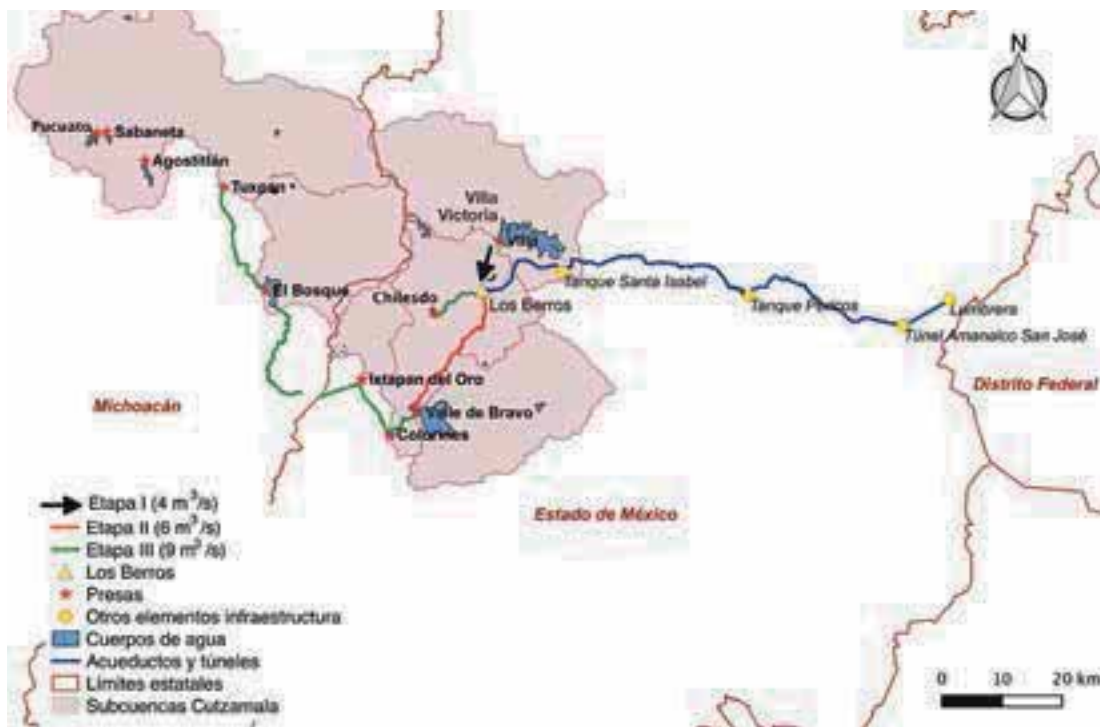 N
Pucuato
Sabaneta
Agostitlán
Tuxpan
Villa
Victoria
El Bosque
Chilesdo
Los Berros
Tanque Santa Isabel
Tanque Pericos
Lumbrera
Túnel Amanalco San José
Ixtapan del Oro
Distrito Federal
Michoacán
Valle de Bravo
Colorines
Estado de México
Etapa I (4 m³/s)
Etapa II (6 m³/s)
Etapa III (9 m³/s)
Los Berros
Presas
Otros elementos infraestructura
Cuerpos de agua
Acueductos y túneles
Límites estatales
Subcuencas Cutzamala
0 10 20 km